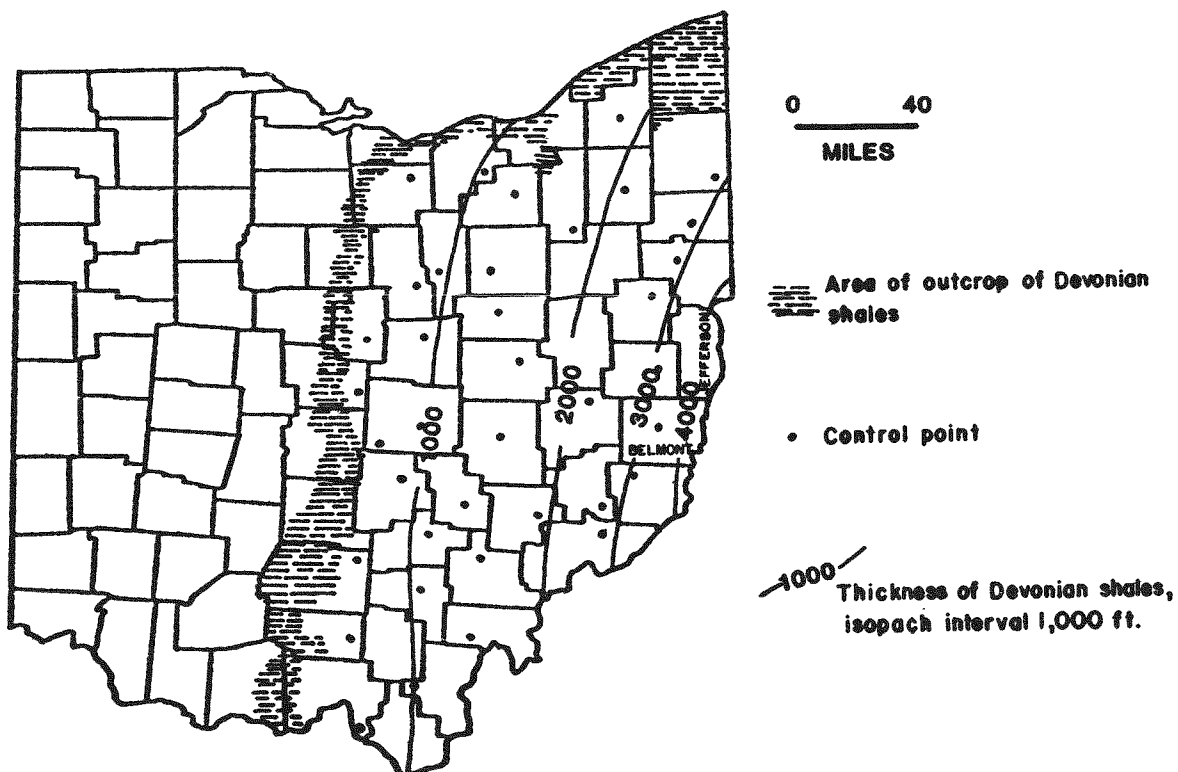 0 40
MILES
Area of outcrop of Devonian
shales
JEFFERSON
2000
3000
4000
1000
BELMONT
Control point
1000
Thickness of Devonian shales,
isopach interval 1,000 ft.